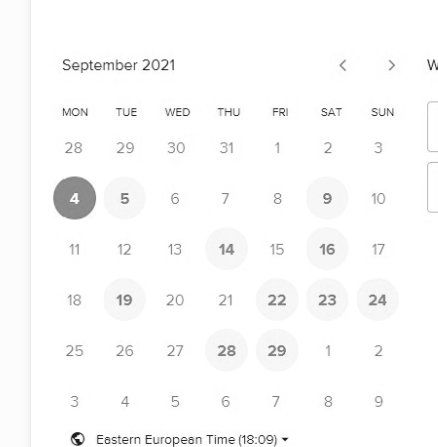 September 2021
W
MON TUE WED THU FRI SAT SUN
28 29 30 31 1 2 3
4 5 6 7 8 9 10
11 12 13 14 15 16 17
18 19 20 21 22 23 24
25 26 27 28 29 1 2
3 4 5 6 7 8 9
Eastern European Time (18:09)